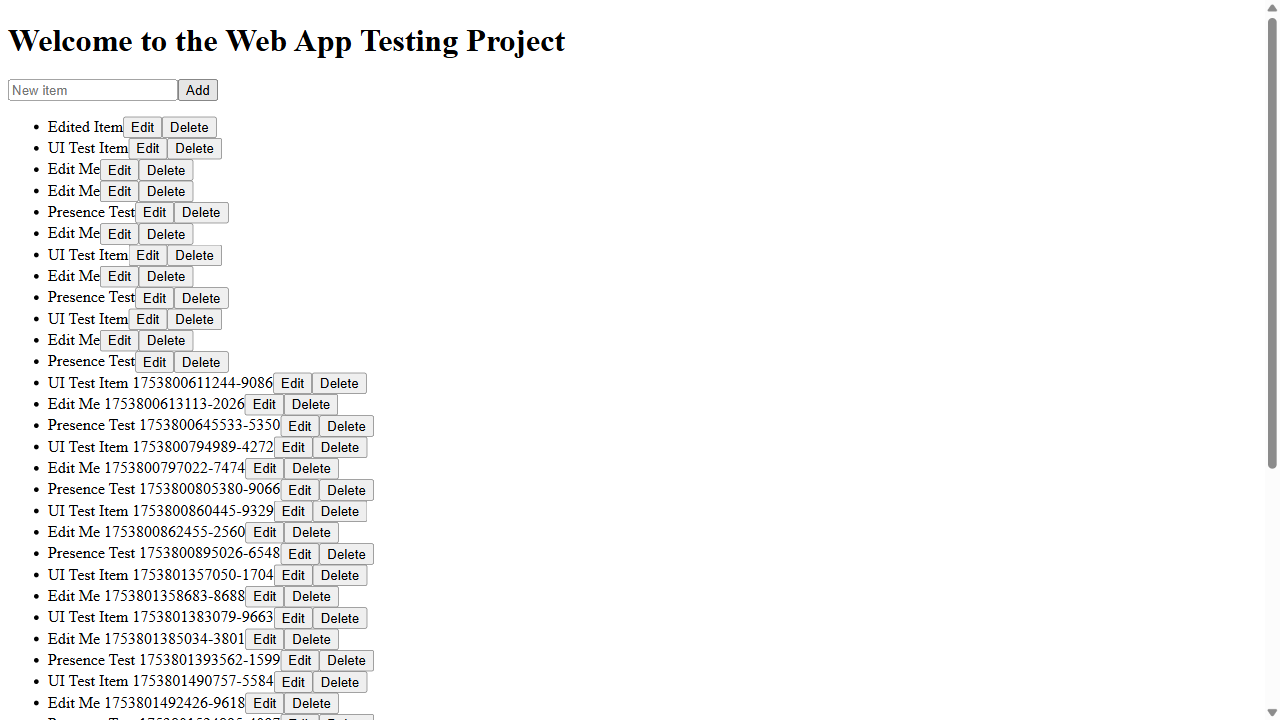 Welcome to the Web App Testing Project
New item Add
Edited Item Edit Delete
UI Test Item Edit Delete
Edit Me Edit Delete
Edit Me Edit Delete
Presence Test Edit Delete
Edit Me Edit Delete
UI Test Item Edit Delete
Edit Me Edit Delete
Presence Test Edit Delete
UI Test Item Edit Delete
Edit Me Edit Delete
Presence Test Edit Delete
UI Test Item 1753800611244-9086 Edit Delete
Edit Me 1753800613113-2026 Edit Delete
Presence Test 1753800645533-5350 Edit Delete
UI Test Item 1753800794989-4272 Edit Delete
Edit Me 1753800797022-7474 Edit Delete
Presence Test 1753800805380-9066 Edit Delete
UI Test Item 1753800860445-9329 Edit Delete
Edit Me 1753800862455-2560 Edit Delete
Presence Test 1753800895026-6548 Edit Delete
UI Test Item 1753801357050-1704 Edit Delete
Edit Me 1753801358683-8688 Edit Delete
UI Test Item 1753801383079-9663 Edit Delete
Edit Me 1753801385034-3801 Edit Delete
Presence Test 1753801393562-1599 Edit Delete
UI Test Item 1753801490757-5584 Edit Delete
Edit Me 1753801492426-9618 Edit Delete
Presence Test